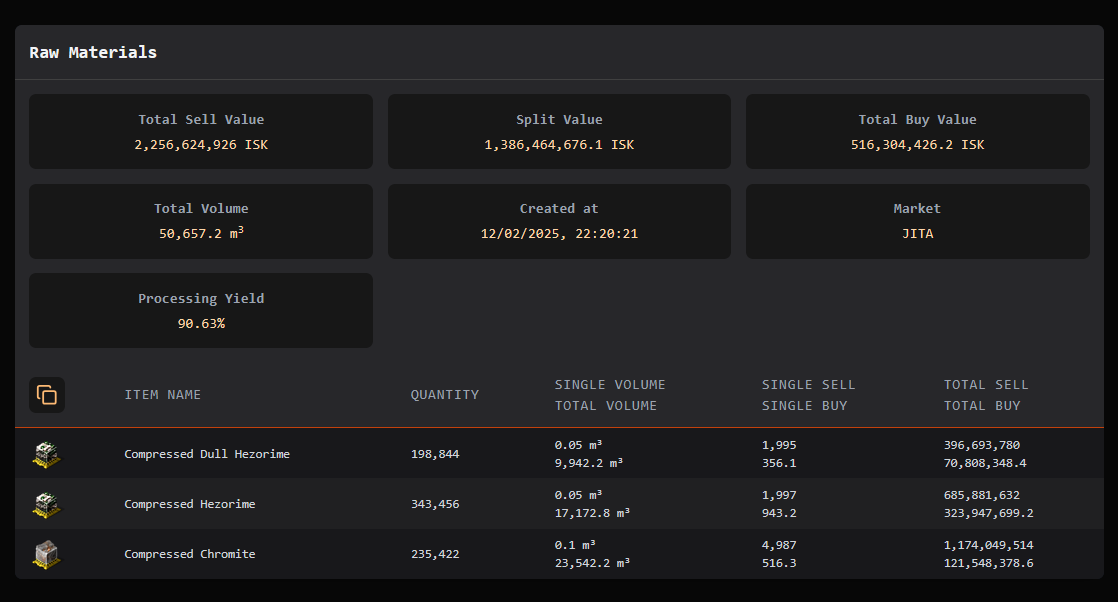 Raw Materials
Total Sell Value
2,256,624,926 ISK
Split Value
1,386,464,676.1 ISK
Total Buy Value
516,304,426.2 ISK
Total Volume
50,657.2 m³
Created at
12/02/2025, 22:20:21
Market
JITA
Processing Yield
90.63%
ITEM NAME
QUANTITY
SINGLE VOLUME
TOTAL VOLUME
SINGLE SELL
SINGLE BUY
TOTAL SELL
TOTAL BUY
Compressed Dull Hezorime
198,844
0.05 m³
9,942.2 m³
1,995
356.1
396,693,780
70,808,348.4
Compressed Hezorime
343,456
0.05 m³
17,172.8 m³
1,997
943.2
685,881,632
323,947,699.2
Compressed Chromite
235,422
0.1 m³
23,542.2 m³
4,987
516.3
1,174,049,514
121,548,378.6